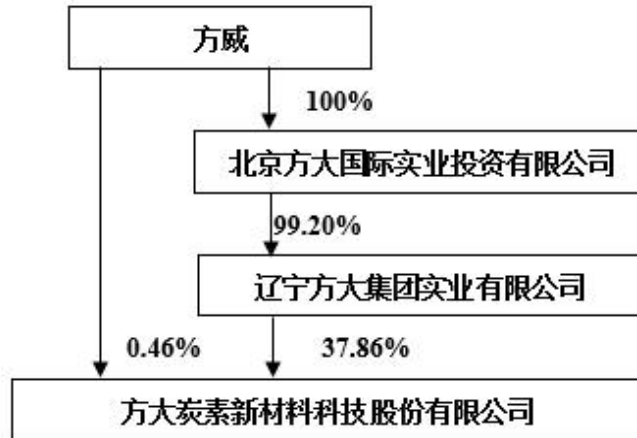 方威
100%
北京方大国际实业投资有限公司
99.20%
辽宁方大集团实业有限公司
0.46%
37.86%
方大炭素新材料科技股份有限公司